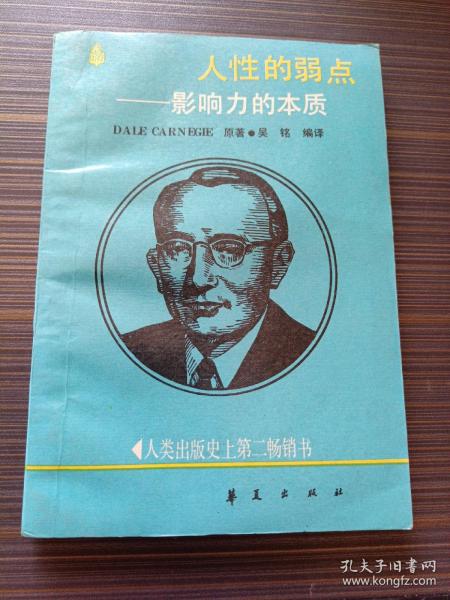 人性的弱点
——影响力的本质
DALE CARNEGIE 原著●吴 铭 编译
◀人类出版史上第二畅销书
华夏出版社
孔夫子旧书网
www.kongfz.com